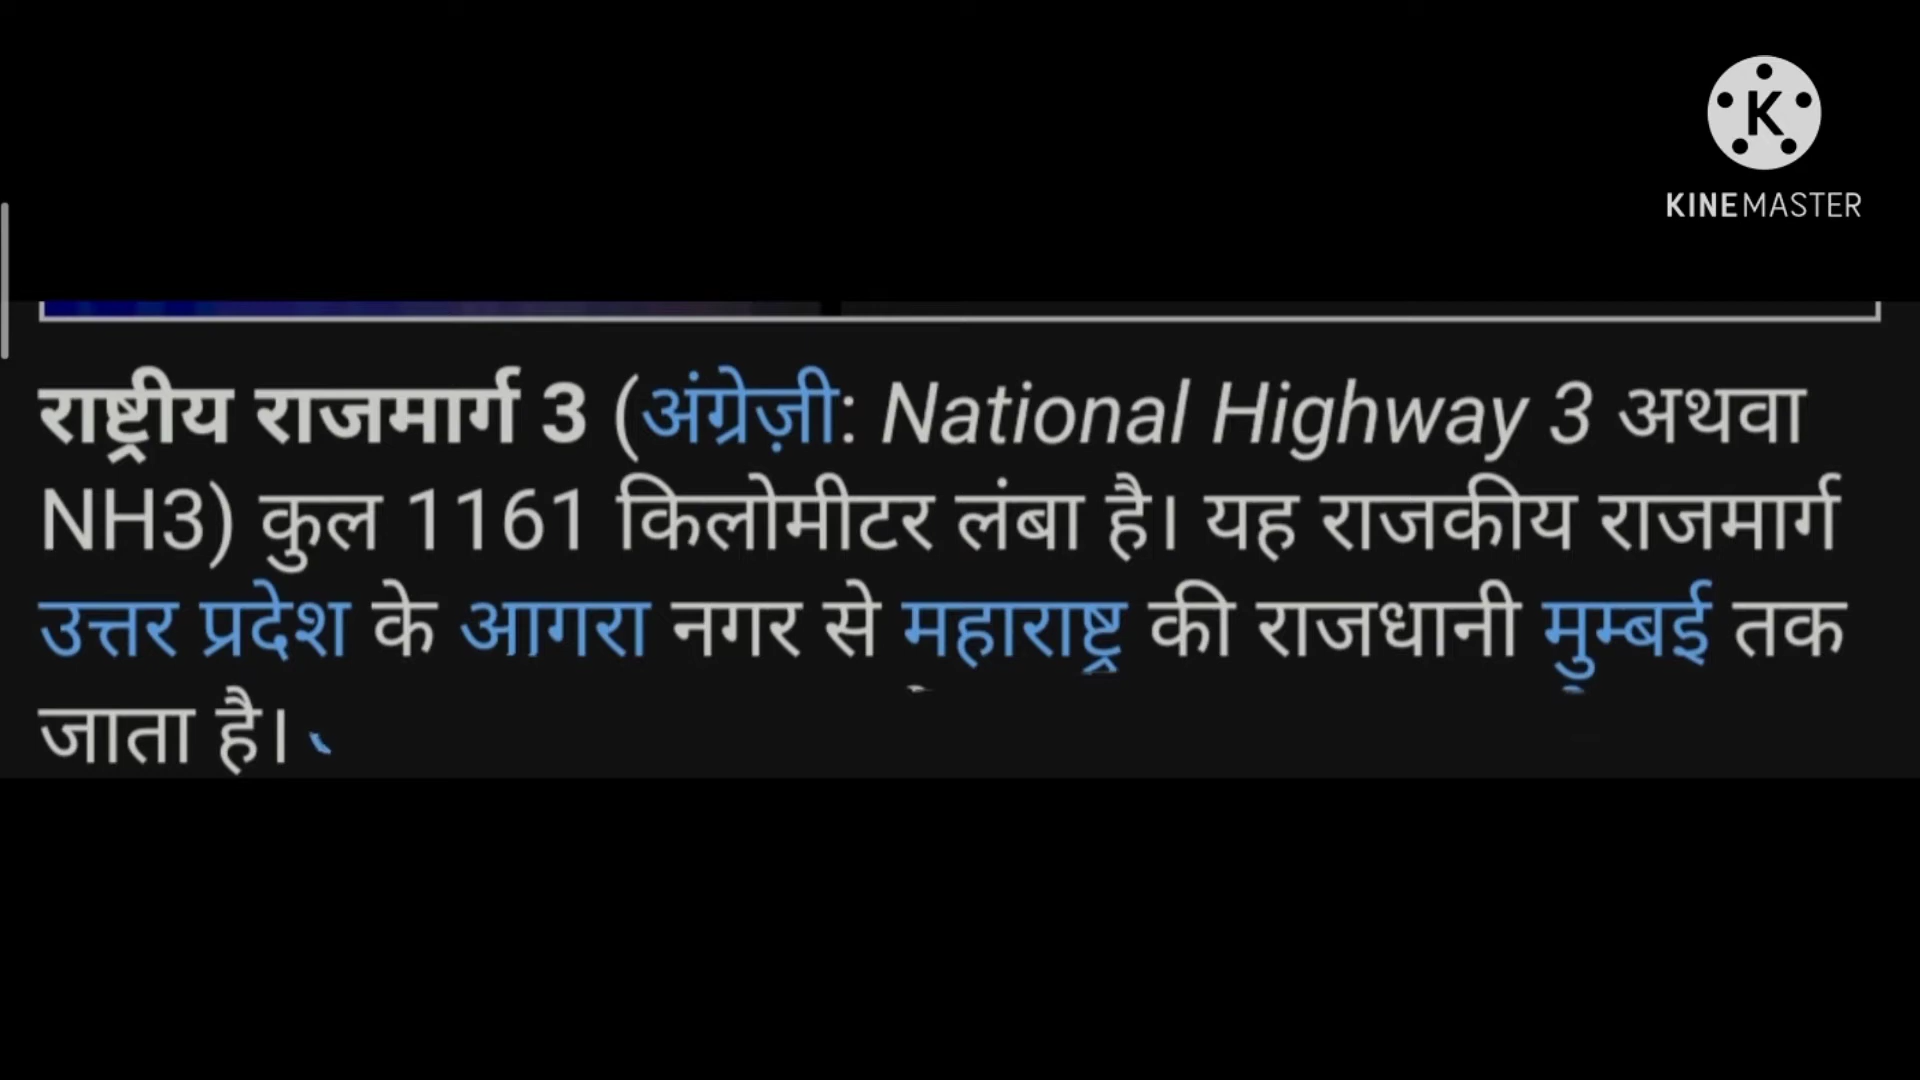 K
KINEMASTER
राष्ट्रीय राजमार्ग 3 (अंग्रेज़ी: National Highway 3 अथवा
NH3) कुल 1161 किलोमीटर लंबा है। यह राजकीय राजमार्ग
उत्तर प्रदेश के आगरा नगर से महाराष्ट्र की राजधानी मुम्बई तक
जाता है।